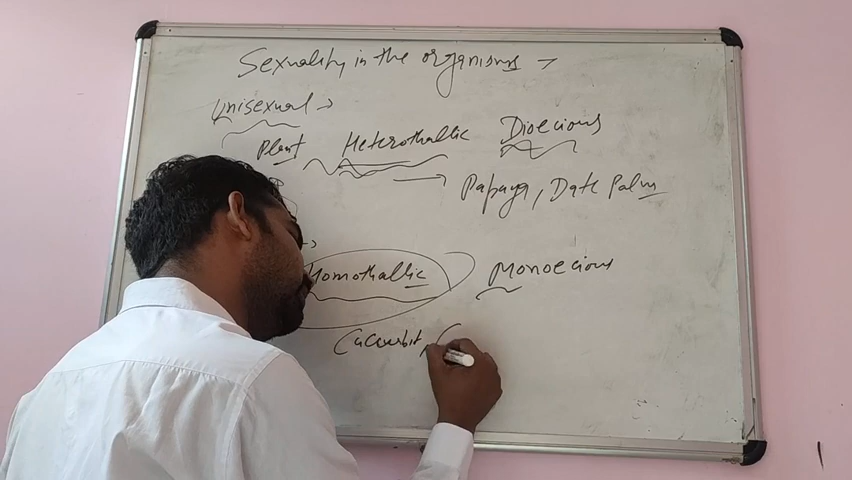 Sexuality in the organisms →
Unisexual →
Plant Heterothallic Dioecious
→ Papaya, Date Palm
Homothallic Monoecious
Cucurbit, C